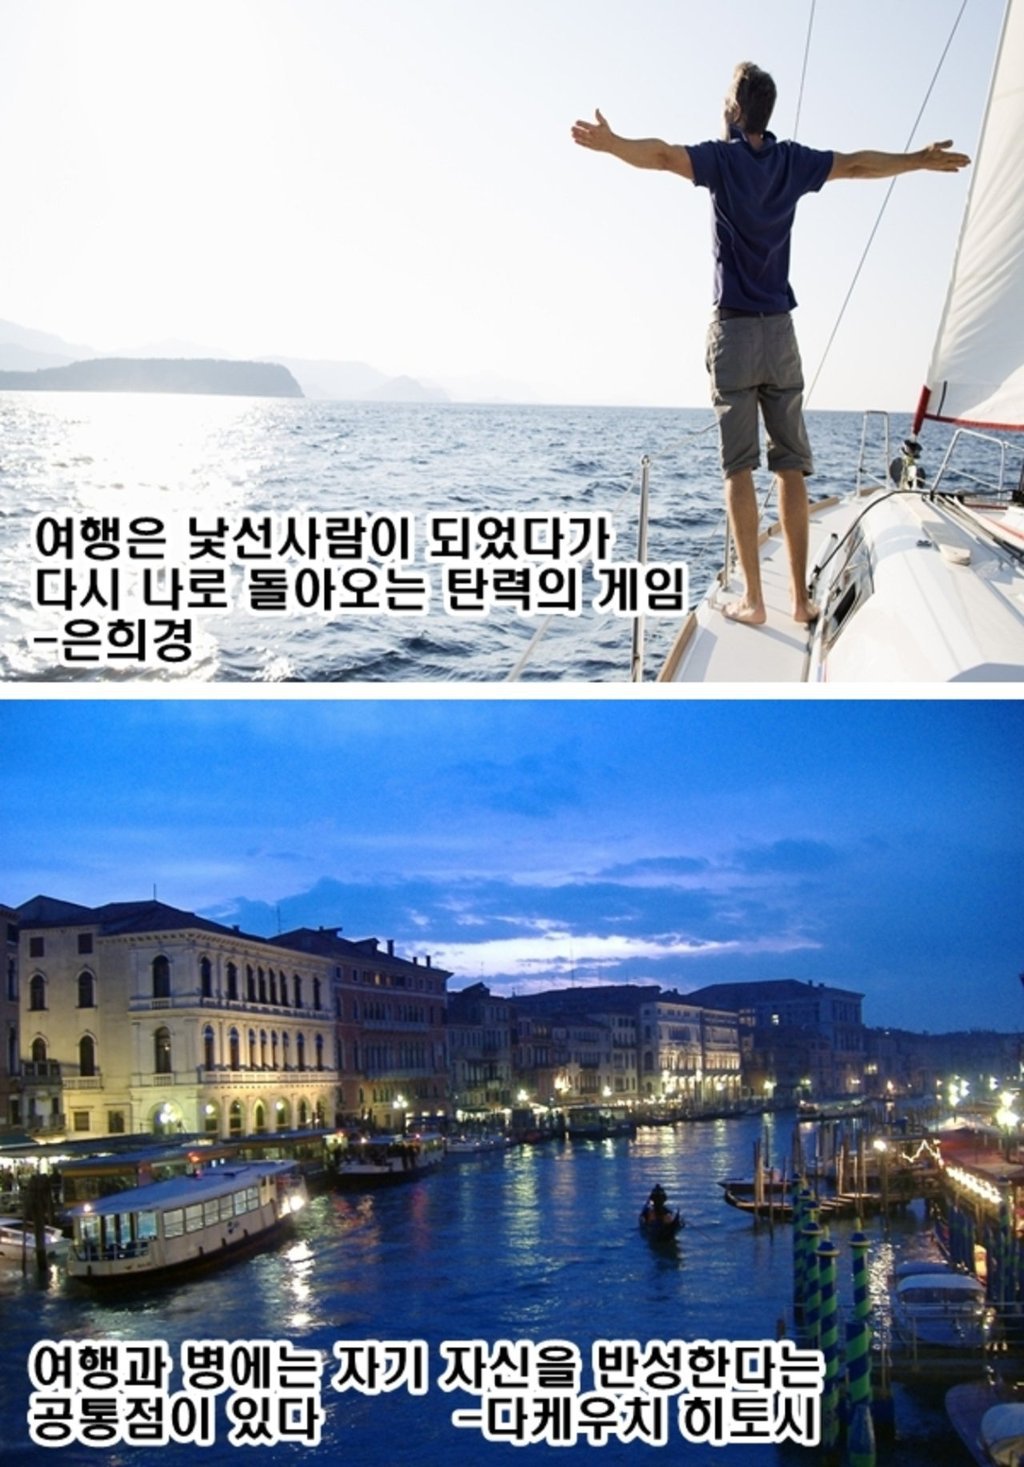 여행은 낯선사람이 되었다가
다시 나로 돌아오는 탄력의 게임
-은희경
여행과 병에는 자기 자신을 반성한다는
공통점이 있다 -다케우치 히토시